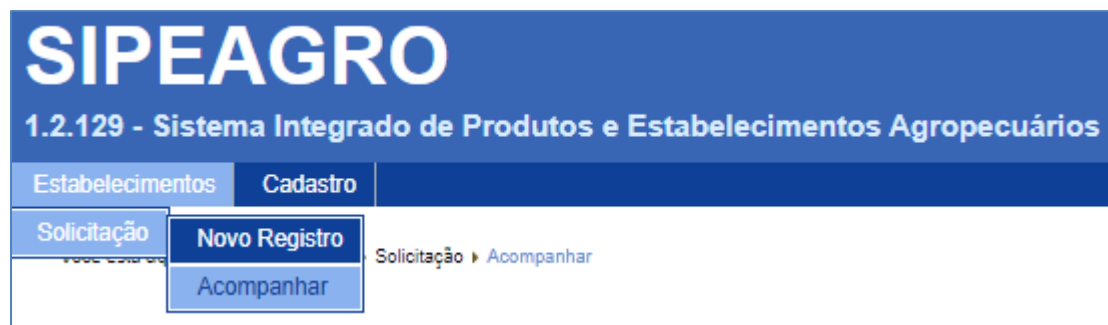 SIPEAGRO
1.2.129 - Sistema Integrado de Produtos e Estabelecimentos Agropecuários
Estabelecimentos Cadastro
Solicitação Novo Registro
Solicitação Acompanhar
Acompanhar